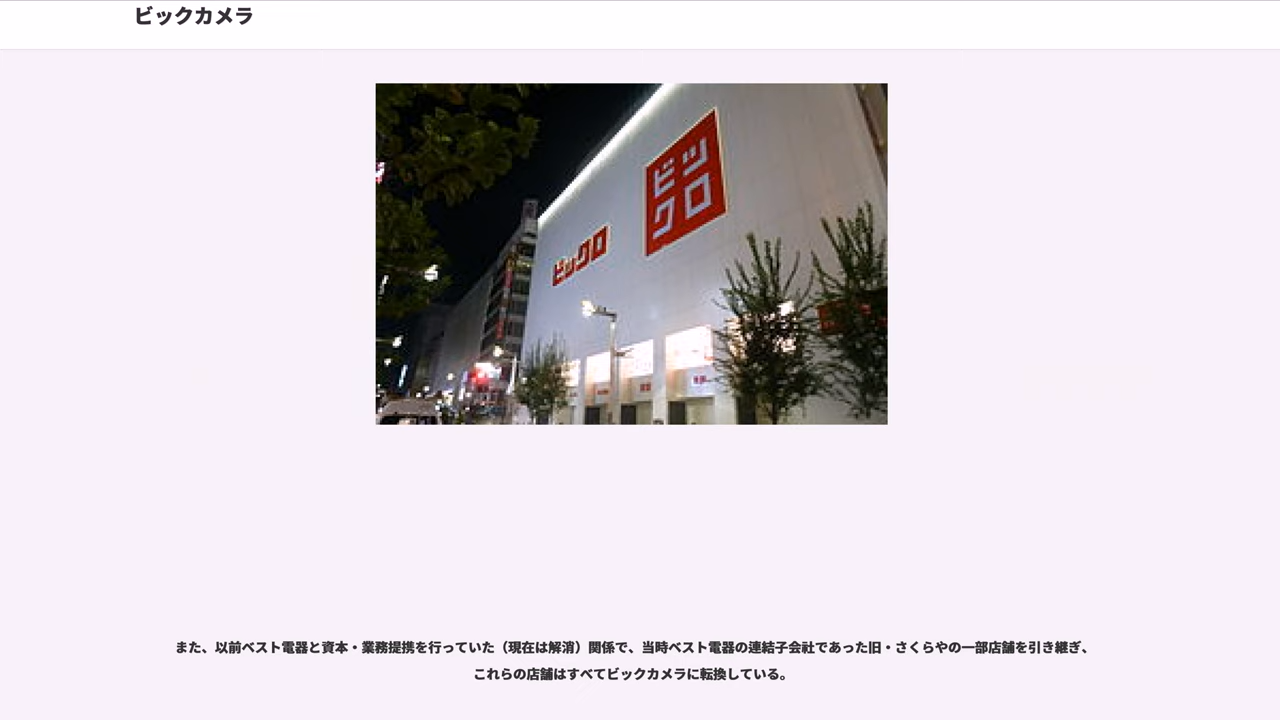 ビックカメラ
ビッ
クロ
ビックロ
また、以前ベスト電器と資本・業務提携を行っていた（現在は解消）関係で、当時ベスト電器の連結子会社であった旧・さくらやの一部店舗を引き継ぎ、
これらの店舗はすべてビックカメラに転換している。